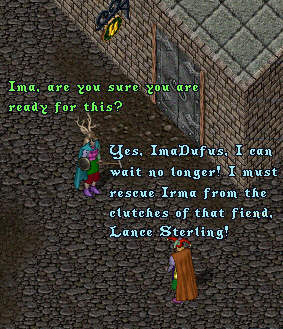 Ima, are you sure you're
ready for this?
Yes, ImaDufus, I can
wait no longer! I must
rescue Irma from the
clutches of that fiend,
Lance Sterling!